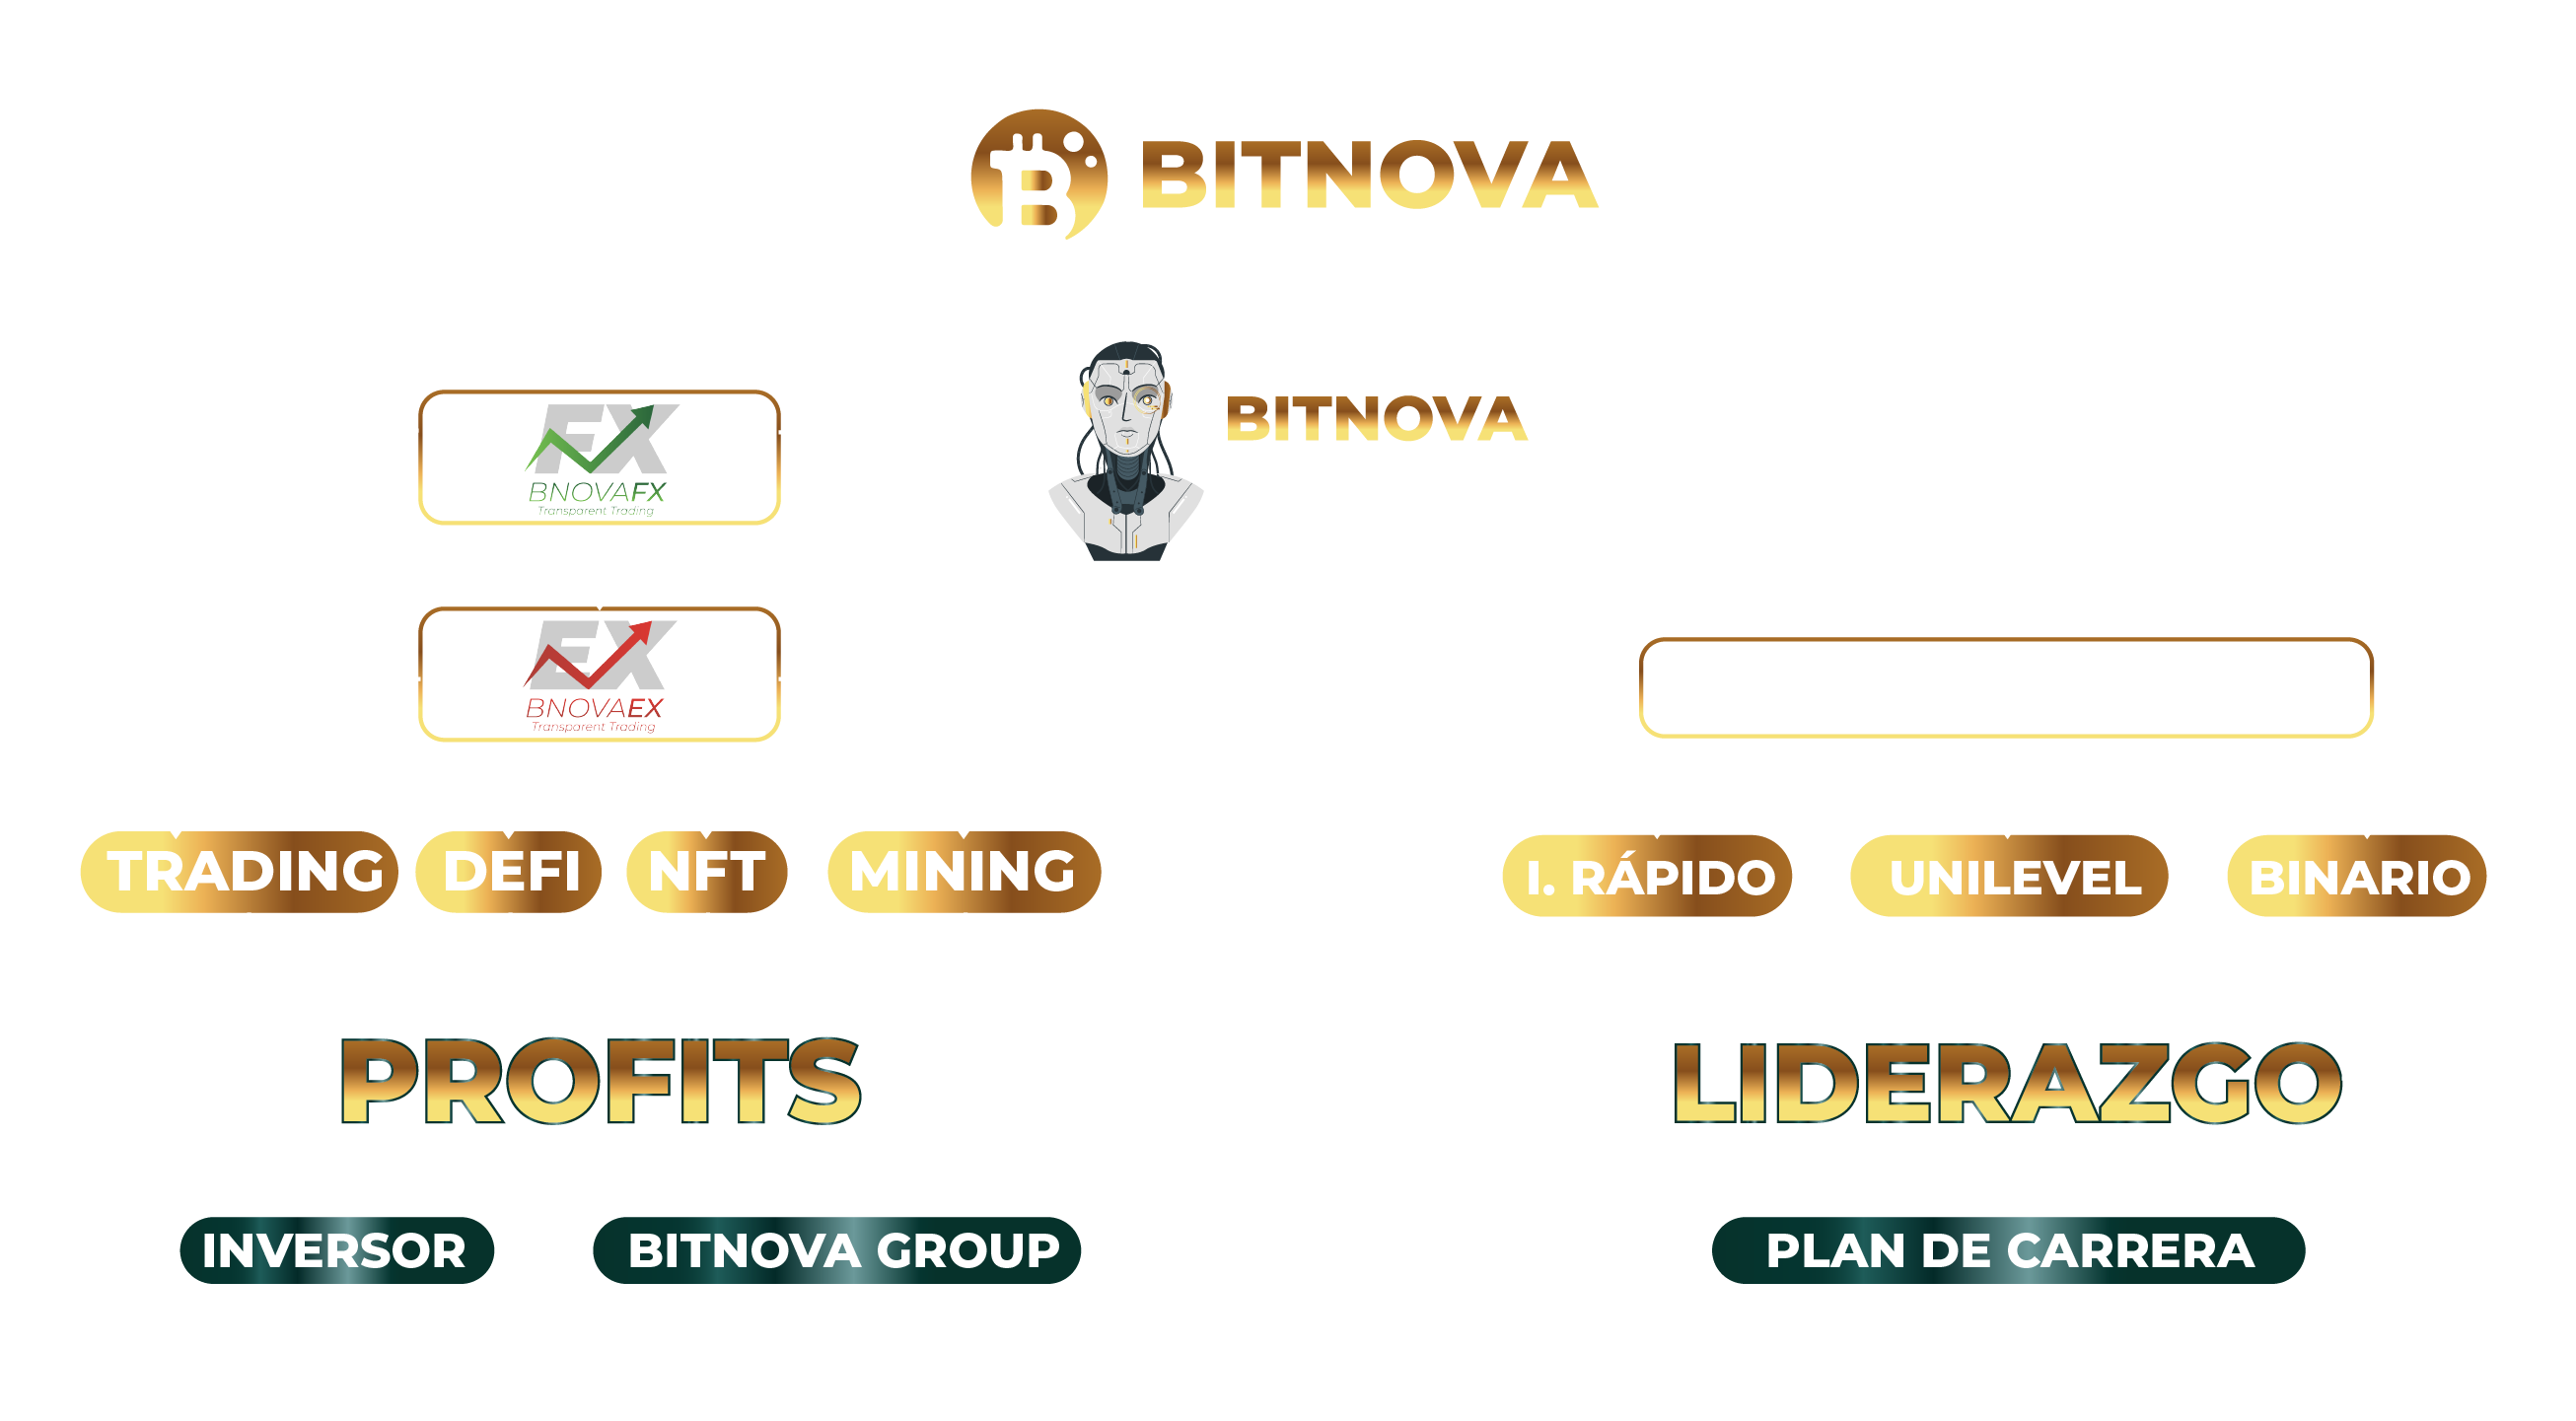 BITNOVA
BITNOVA
FX
BNOVAFX
Transparent Trading
EX
BNOVAEX
Transparent Trading
TRADING DEFI NFT MINING
I. RÁPIDO UNILEVEL BINARIO
PROFITS
LIDERAZGO
INVERSOR BITNOVA GROUP
PLAN DE CARRERA